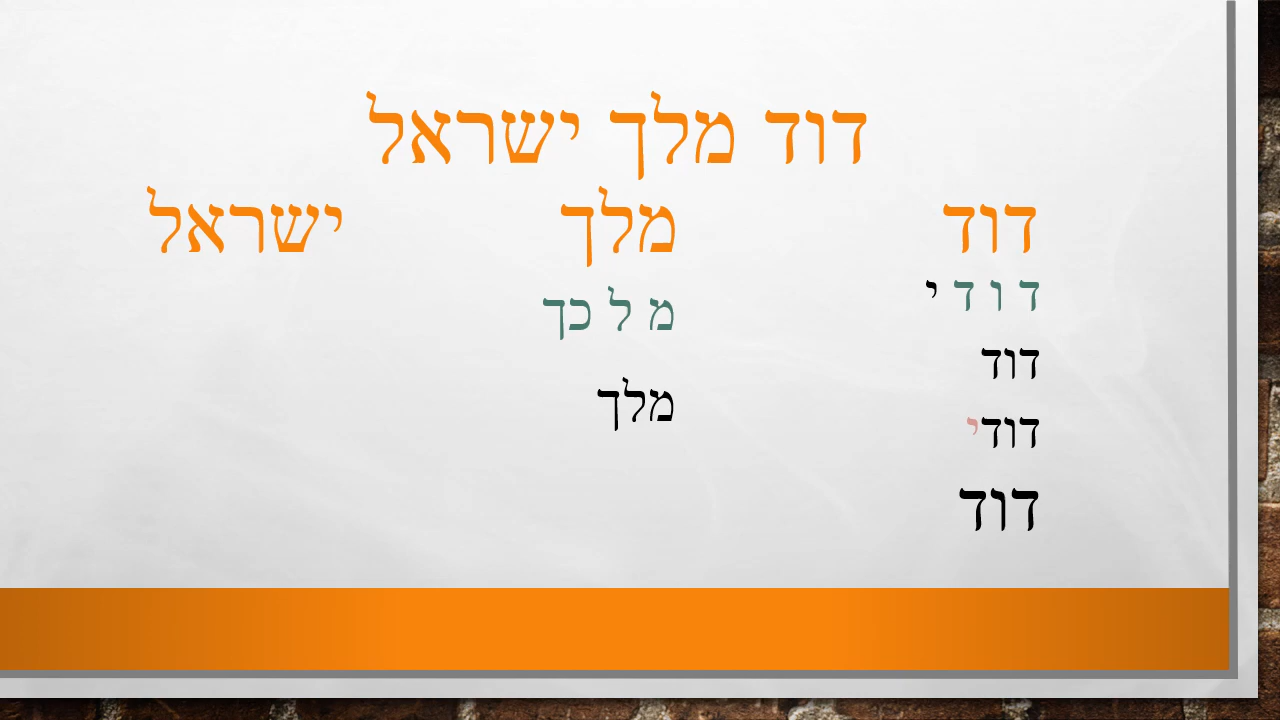 דוד מלך ישראל
דוד מלך ישראל
ד ו ד י
מ ל כך
דוד
מלך
דודי
דוד